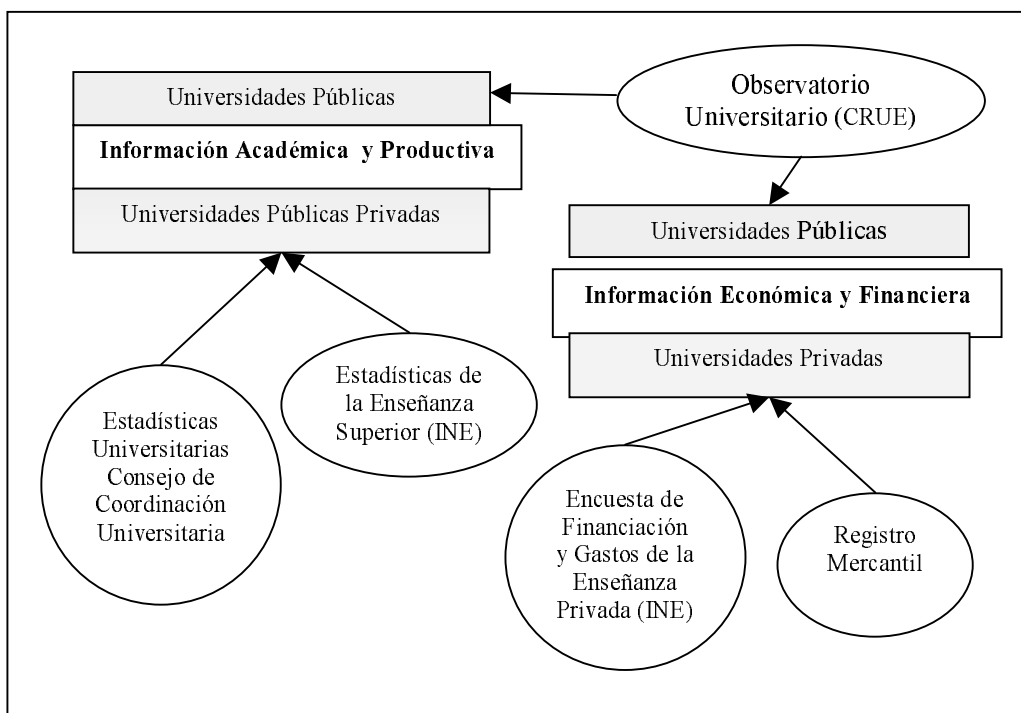 Universidades Públicas
Información Académica y Productiva
Universidades Públicas Privadas
Observatorio
Universitario (CRUE)
Universidades Públicas
Información Económica y Financiera
Universidades Privadas
Estadísticas
Universitarias
Consejo de
Coordinación
Universitaria
Estadísticas de
la Enseñanza
Superior (INE)
Encuesta de
Financiación
y Gastos de la
Enseñanza
Privada (INE)
Registro
Mercantil